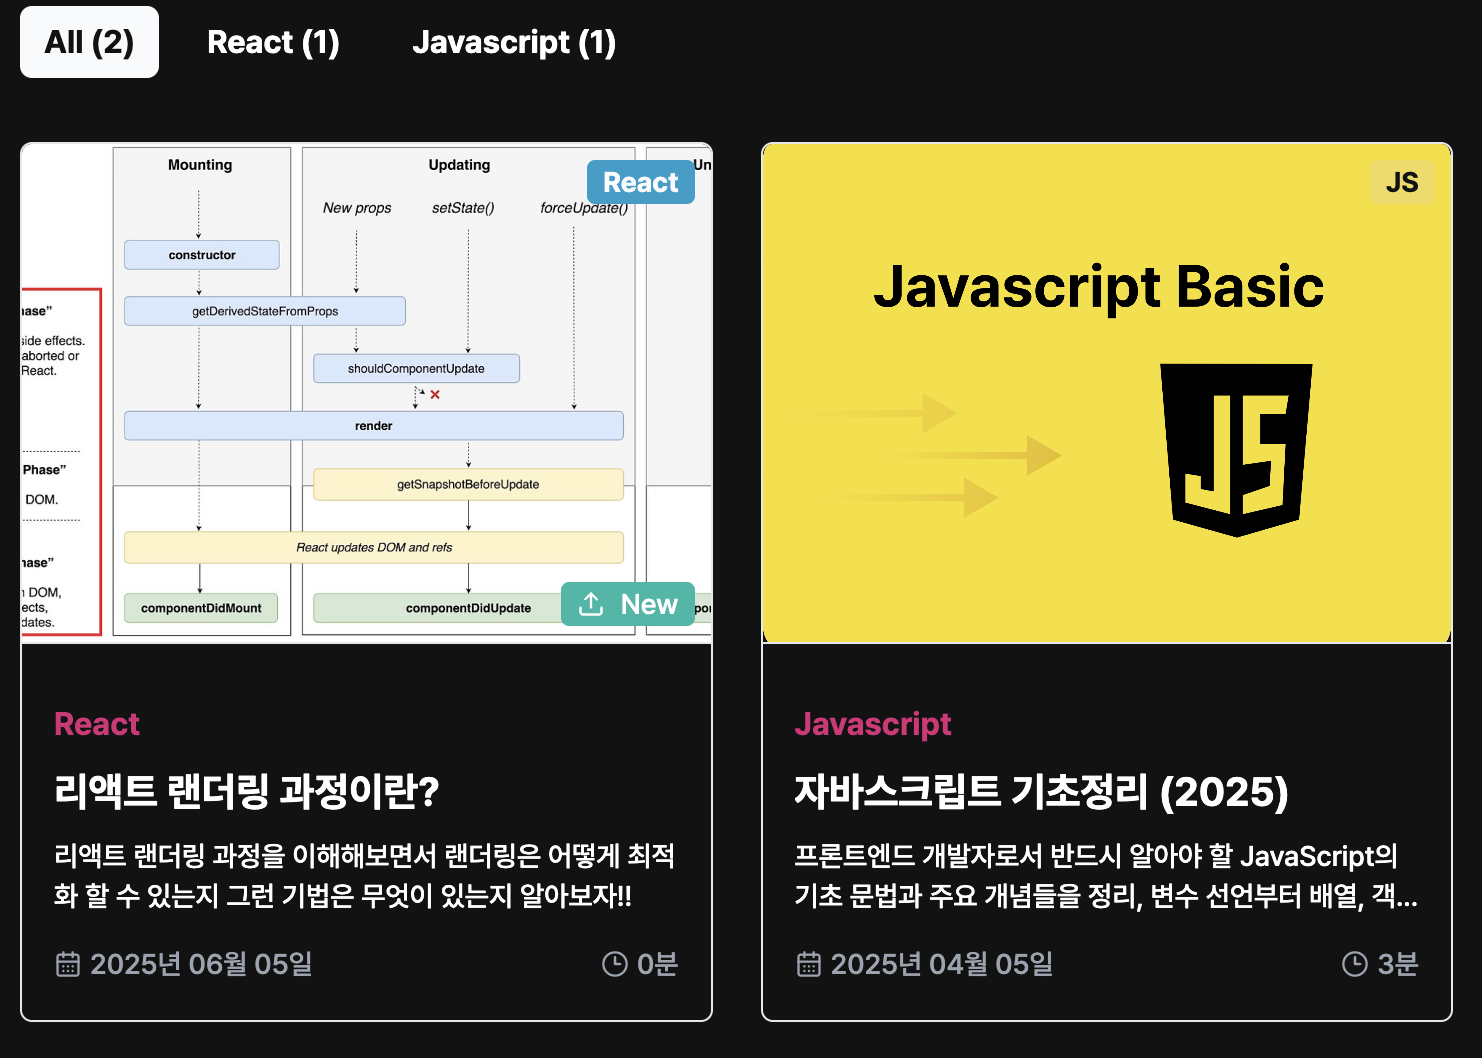 All (2)
React (1)
Javascript (1)
Mounting
Updating
React
New props
setState()
forceUpdate()
constructor
getDerivedStateFromProps
shouldComponentUpdate
render
getSnapshotBeforeUpdate
React updates DOM and refs
componentDidMount
componentDidUpdate
side effects.
aborted or
React.
Phase”
DOM.
DOM,
New
React
리액트 랜더링 과정이란?
리액트 랜더링 과정을 이해해보면서 랜더링은 어떻게 최적
화 할 수 있는지 그런 기법은 무엇이 있는지 알아보자!!
2025년 06월 05일
0분
JS
Javascript Basic
JS
Javascript
자바스크립트 기초정리 (2025)
프론트엔드 개발자로서 반드시 알아야 할 JavaScript의
기초 문법과 주요 개념들을 정리, 변수 선언부터 배열, 객...
2025년 04월 05일
3분